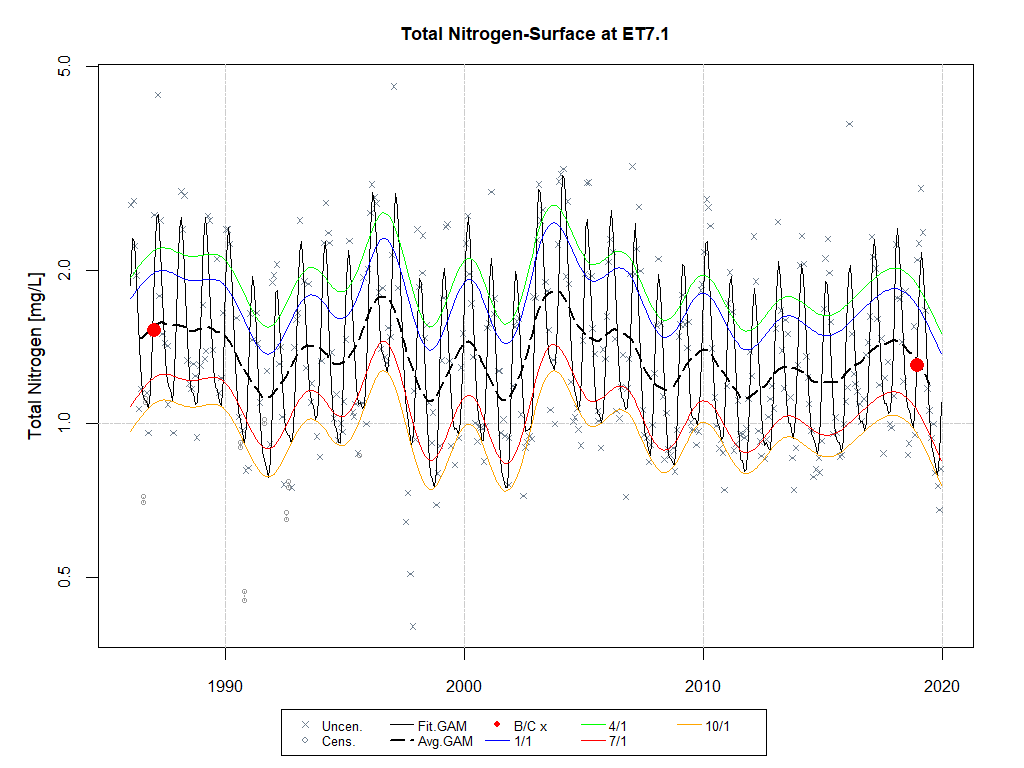 Total Nitrogen-Surface at ET7.1
Total Nitrogen [mg/L]
5.0
2.0
1.0
0.5
1990 2000 2010 2020
Uncen. Fit.GAM B/C x 4/1 10/1
Cens. Avg.GAM 1/1 7/1